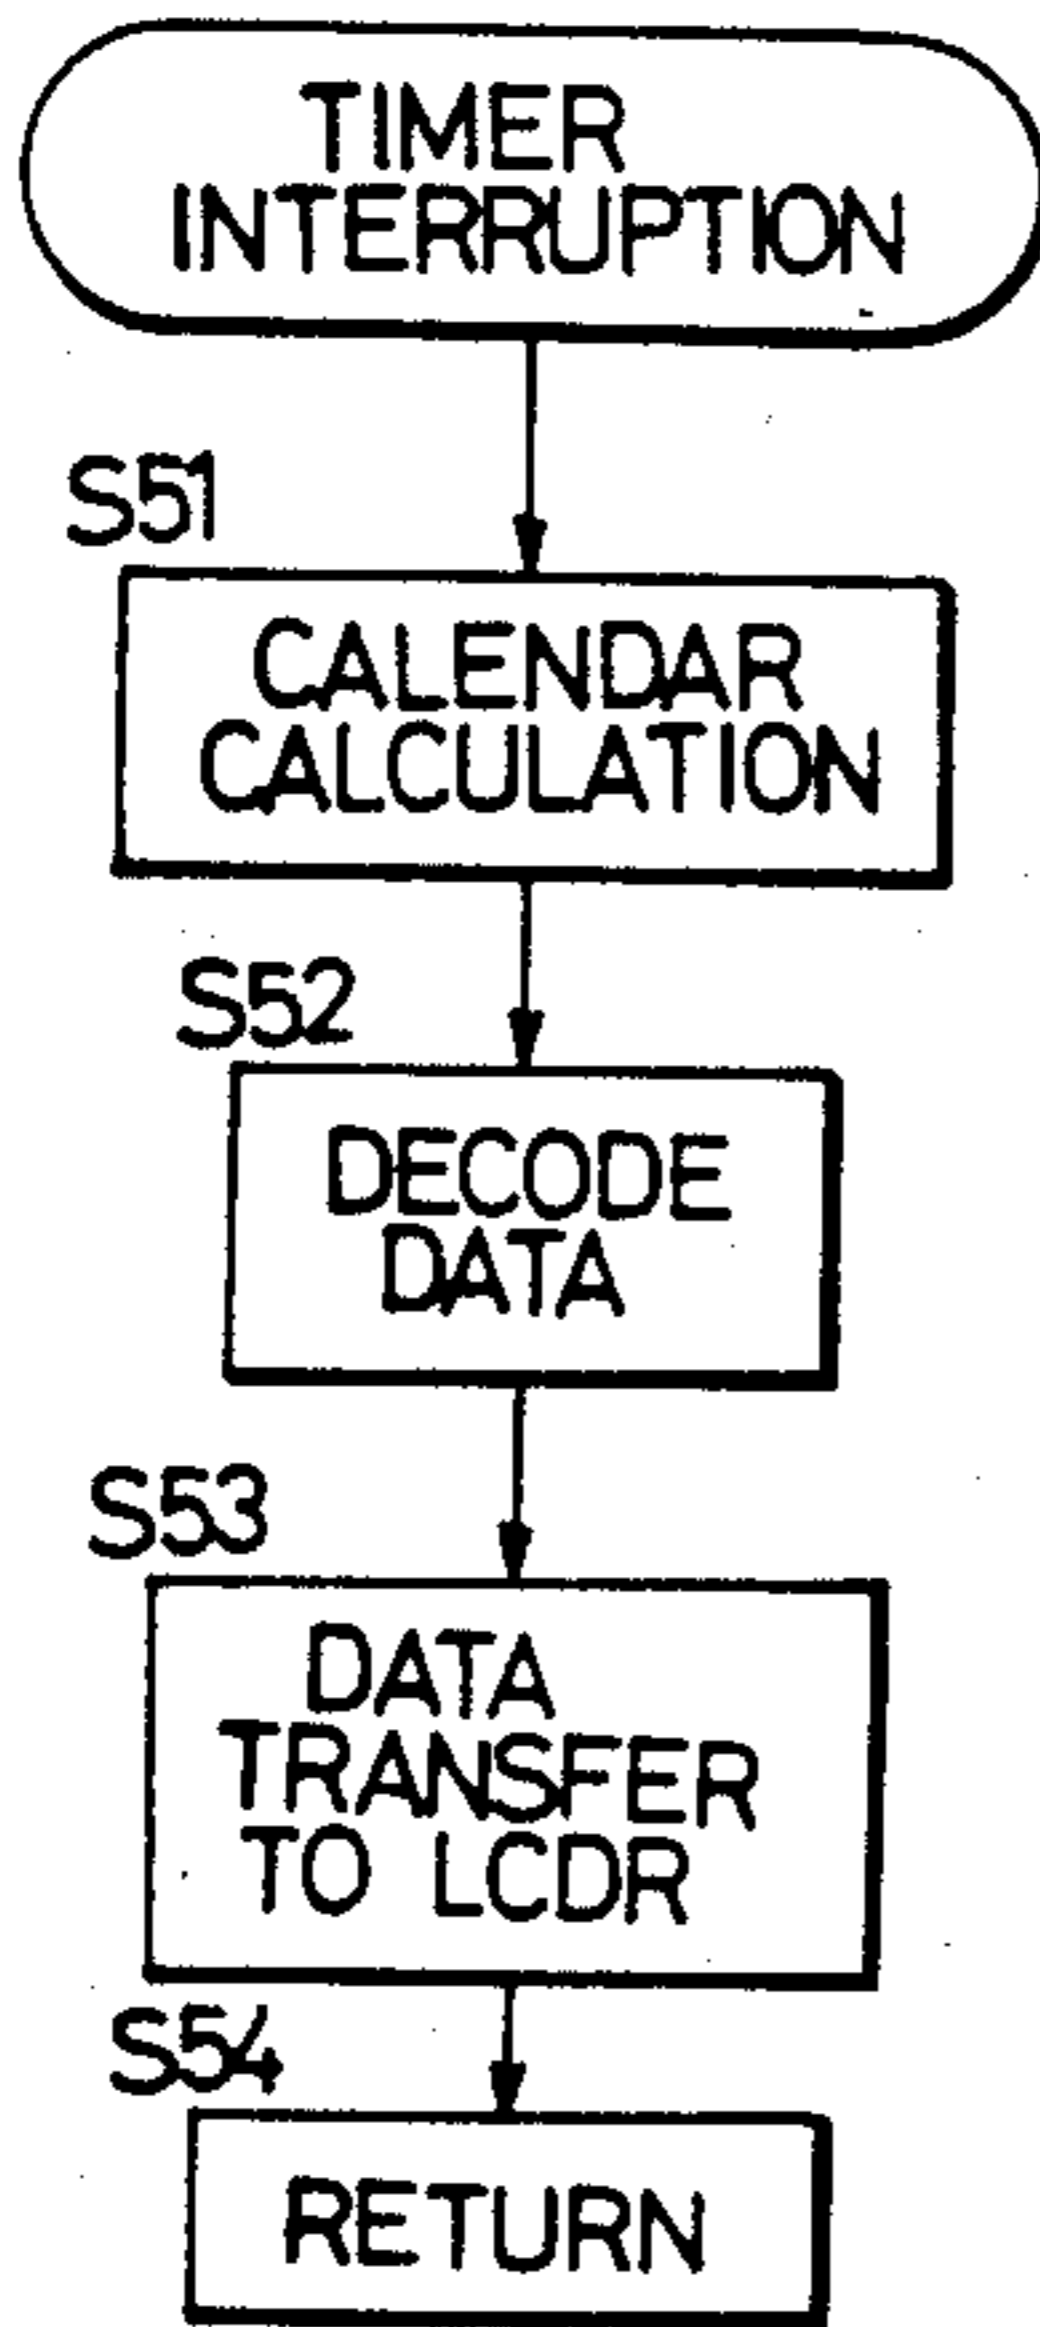 TIMER
INTERRUPTION
S51
CALENDAR
CALCULATION
S52
DECODE
DATA
S53
DATA
TRANSFER
TO LCDR
S54
RETURN